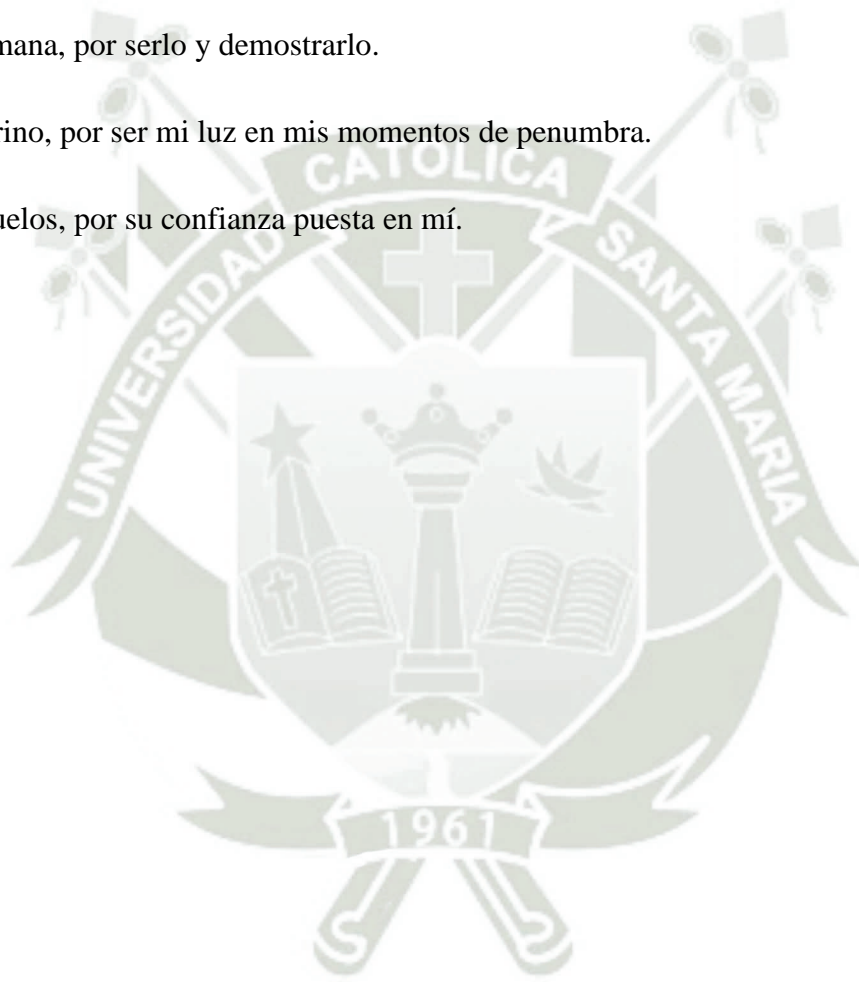 mana, por serlo y demostrarlo.
rino, por ser mi luz en mis momentos de penumbra.
uelos, por su confianza puesta en mí.
UNIVERSIDAD CATOLICA SANTA MARIA
1961